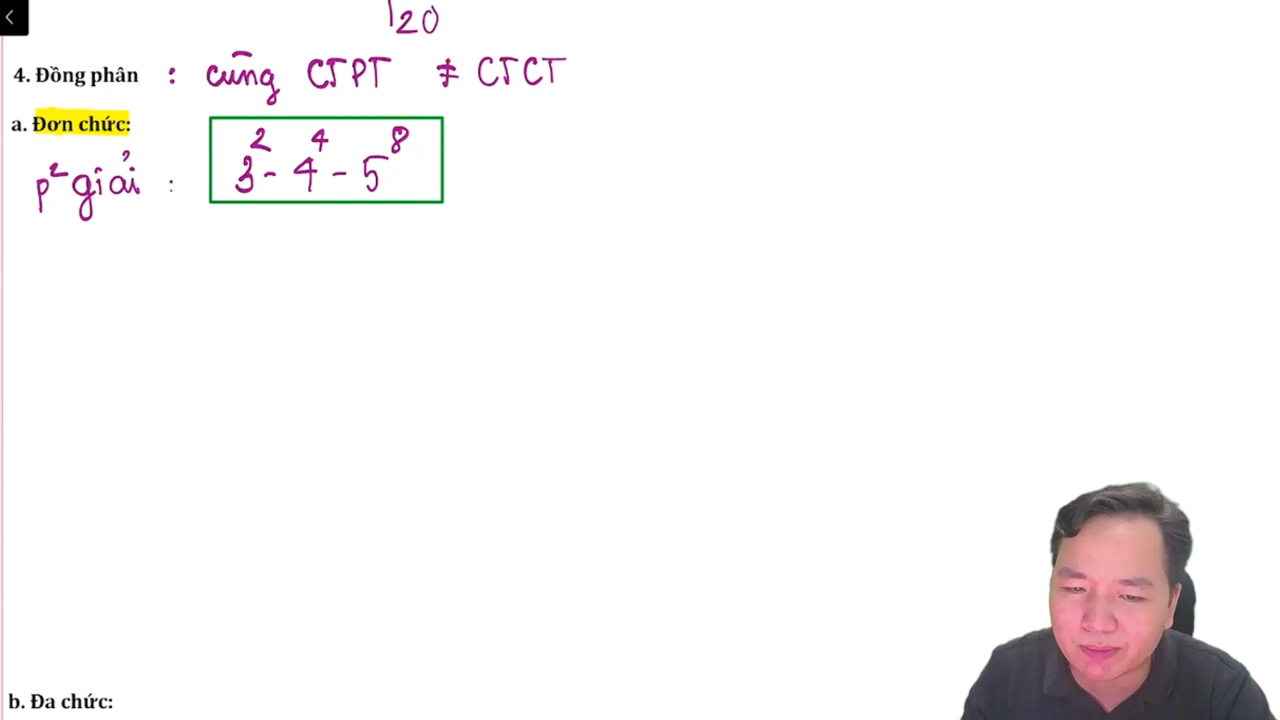 120
4. Đồng phân : cùng CTPT ≠ CTCT
a. Đơn chức:
p² giải : 3² - 4⁴ - 5⁸
b. Đa chức: